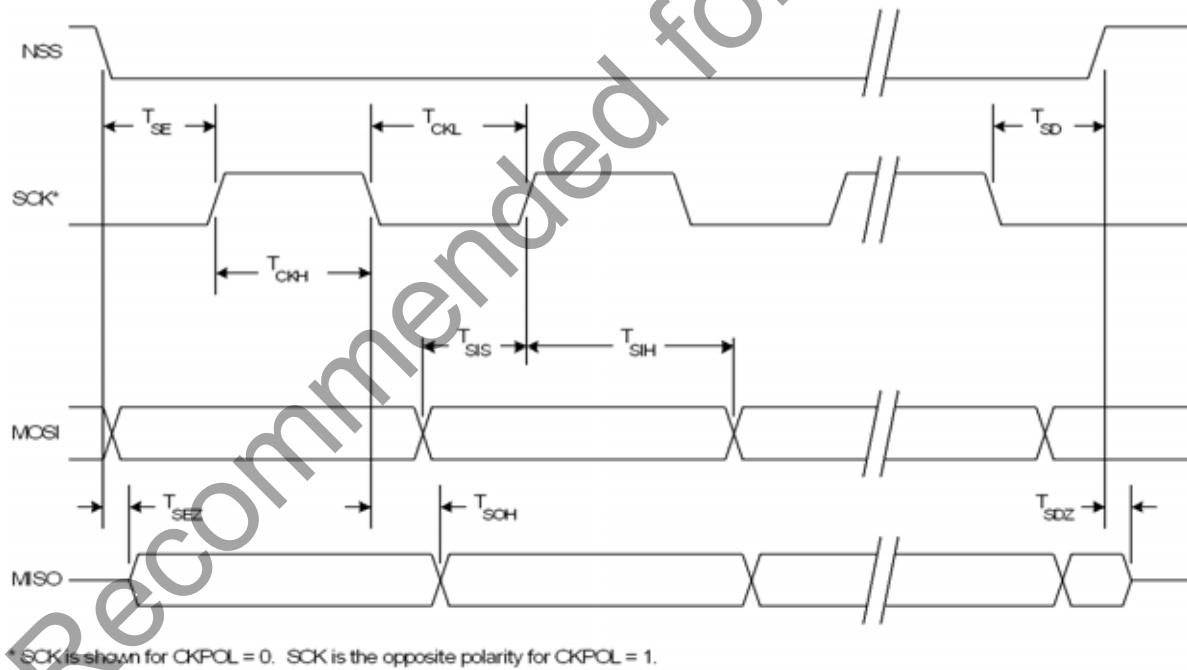 NSS
T SE
T CKL
T SD
SCK*
T CKH
T SIS
T SIH
MOSI
T SEZ
T SOH
T SDZ
MISO
* SCK is shown for CKPOL = 0. SCK is the opposite polarity for CKPOL = 1.
Recommended for